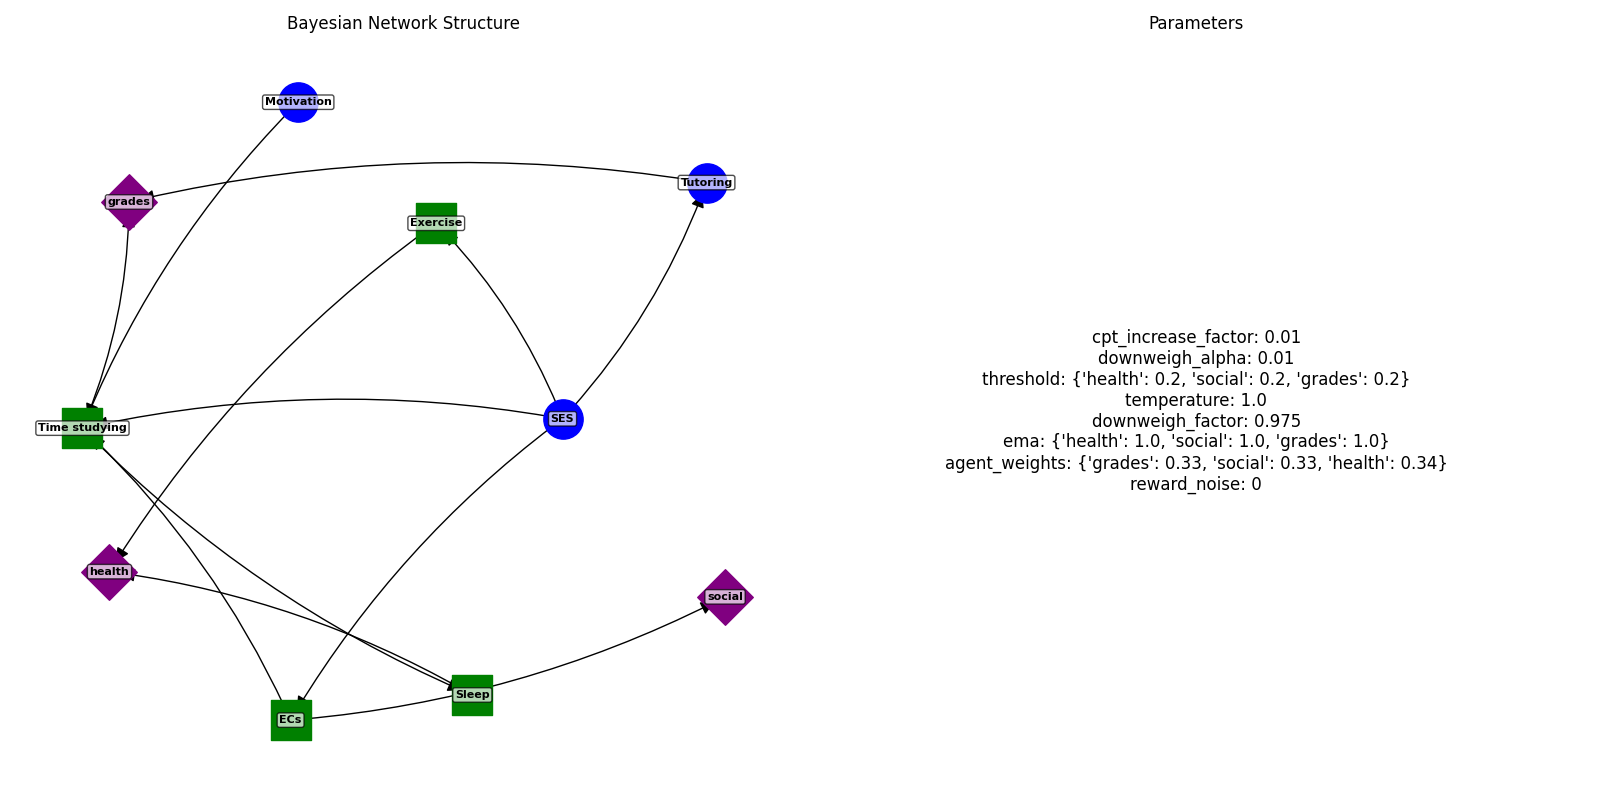 Bayesian Network Structure
Parameters
Motivation
Tutoring
grades
Exercise
SES
Time studying
health
social
Sleep
ECs
cpt_increase_factor: 0.01
downweigh_alpha: 0.01
threshold: {'health': 0.2, 'social': 0.2, 'grades': 0.2}
temperature: 1.0
downweigh_factor: 0.975
ema: {'health': 1.0, 'social': 1.0, 'grades': 1.0}
agent_weights: {'grades': 0.33, 'social': 0.33, 'health': 0.34}
reward_noise: 0